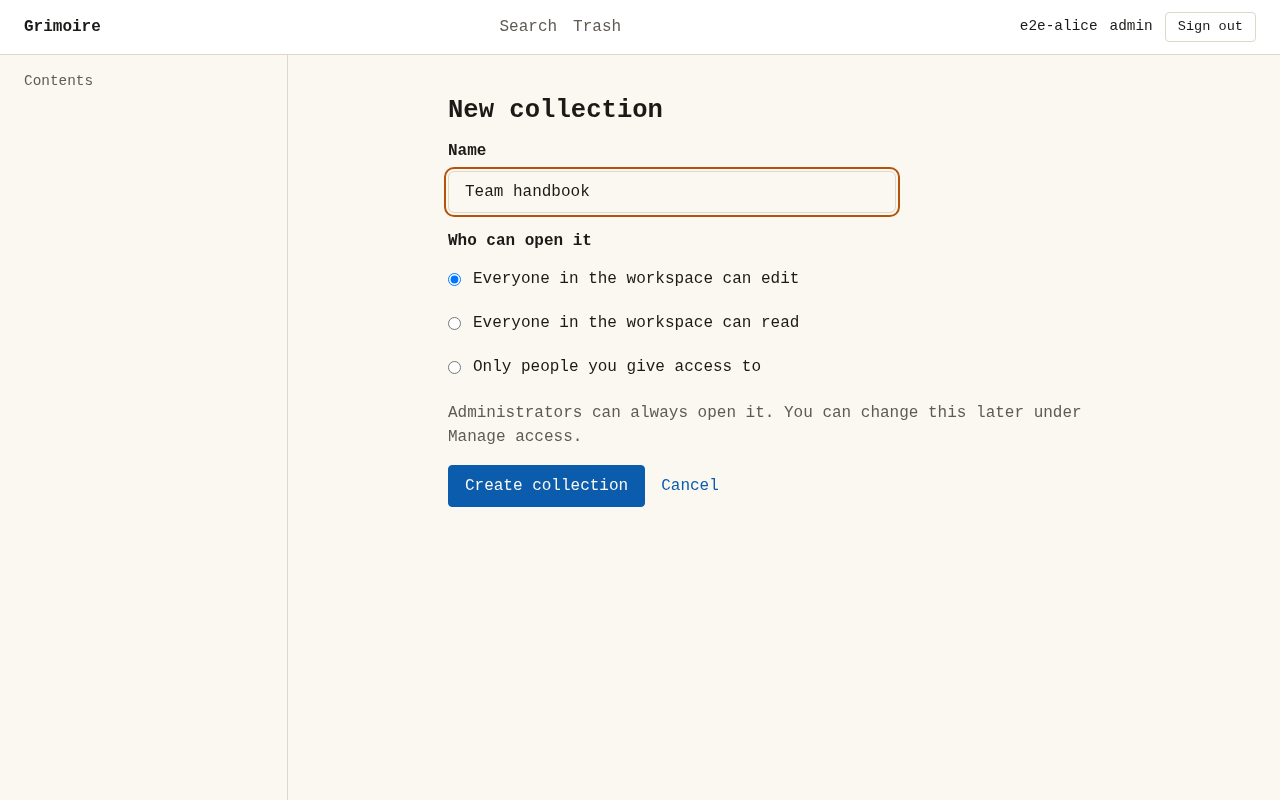 Grimoire
Search Trash
e2e-alice admin Sign out
Contents
New collection
Name
Team handbook
Who can open it
Everyone in the workspace can edit
Everyone in the workspace can read
Only people you give access to
Administrators can always open it. You can change this later under
Manage access.
Create collection Cancel